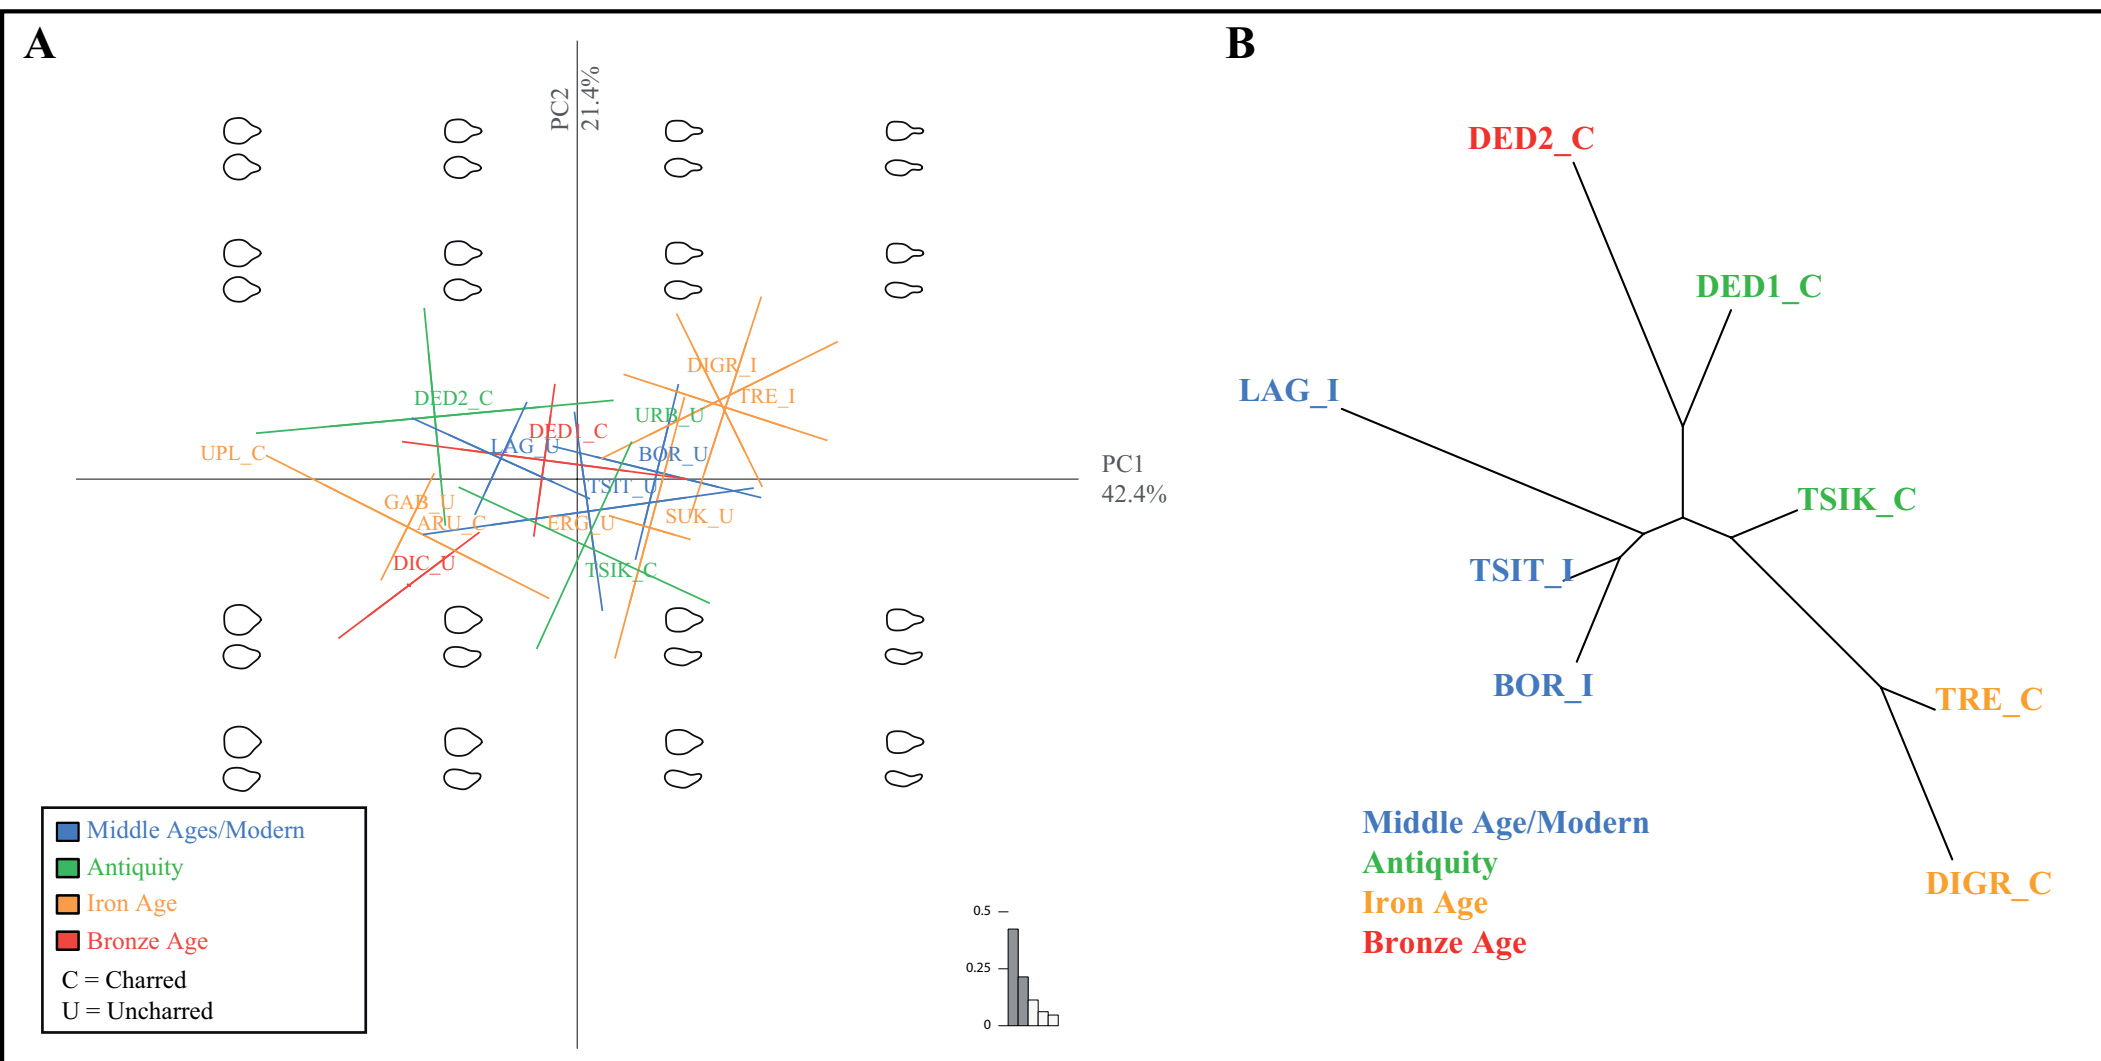 A
PC2
21.4%
DIGR_I
TRE_I
DED2_C
URB_U
DED1_C
LAG_U
UPL_C
BOR_U
PC1
42.4%
TSIT_U
GAB_U
ARU_C
ERG_U
SUK_U
DIC_U
TSIK_C
Middle Ages/Modern
Antiquity
Iron Age
Bronze Age
C = Charred
U = Uncharred
0.5
0.25
0
B
DED2_C
DED1_C
LAG_I
TSIK_C
TSIT_I
BOR_I
TRE_C
DIGR_C
Middle Age/Modern
Antiquity
Iron Age
Bronze Age